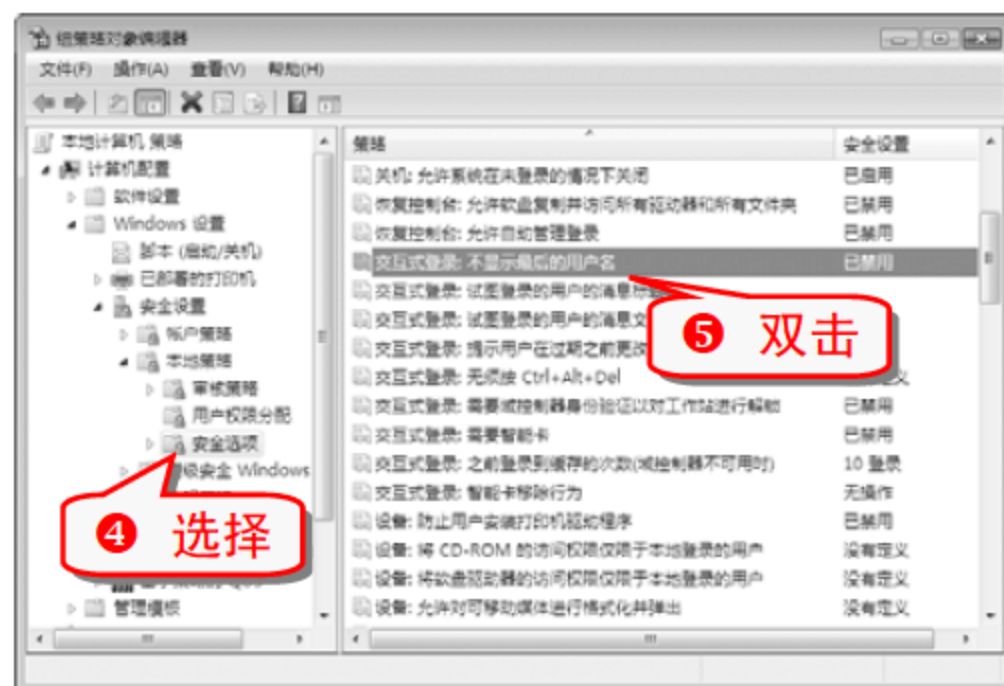 组策略对象编辑器
文件(F) 操作(A) 查看(V) 帮助(H)
本地计算机 策略
计算机配置
软件设置
Windows 设置
脚本 (启动/关机)
已部署的打印机
安全设置
帐户策略
本地策略
审核策略
用户权限分配
安全选项
级安全 Windows
❹ 选择
管理模板
策略 安全设置
关机: 允许系统在未登录的情况下关闭 已启用
恢复控制台: 允许软盘复制并访问所有驱动器和所有文件夹 已禁用
恢复控制台: 允许自动管理登录 已禁用
交互式登录: 不显示最后的用户名 已禁用
交互式登录: 试图登录的用户的消息标题
交互式登录: 试图登录的用户的消息文
交互式登录: 提示用户在过期之前更改
❺ 双击
交互式登录: 无须按 Ctrl+Alt+Del 定义
交互式登录: 需要域控制器身份验证以对工作站进行解锁 已禁用
交互式登录: 需要智能卡 已禁用
交互式登录: 之前登录到缓存的次数(域控制器不可用时) 10 登录
交互式登录: 智能卡移除行为 无操作
设备: 防止用户安装打印机驱动程序 已禁用
设备: 将 CD-ROM 的访问权限仅限于本地登录的用户 没有定义
设备: 将软盘驱动器的访问权限仅限于本地登录的用户 没有定义
设备: 允许对可移动媒体进行格式化并弹出 没有定义